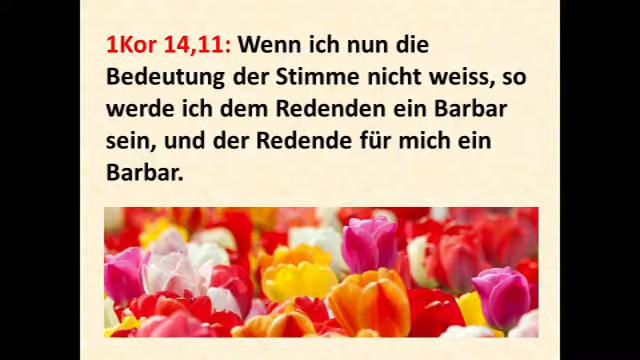 1Kor 14,11: Wenn ich nun die
Bedeutung der Stimme nicht weiss, so
werde ich dem Redenden ein Barbar
sein, und der Redende für mich ein
Barbar.